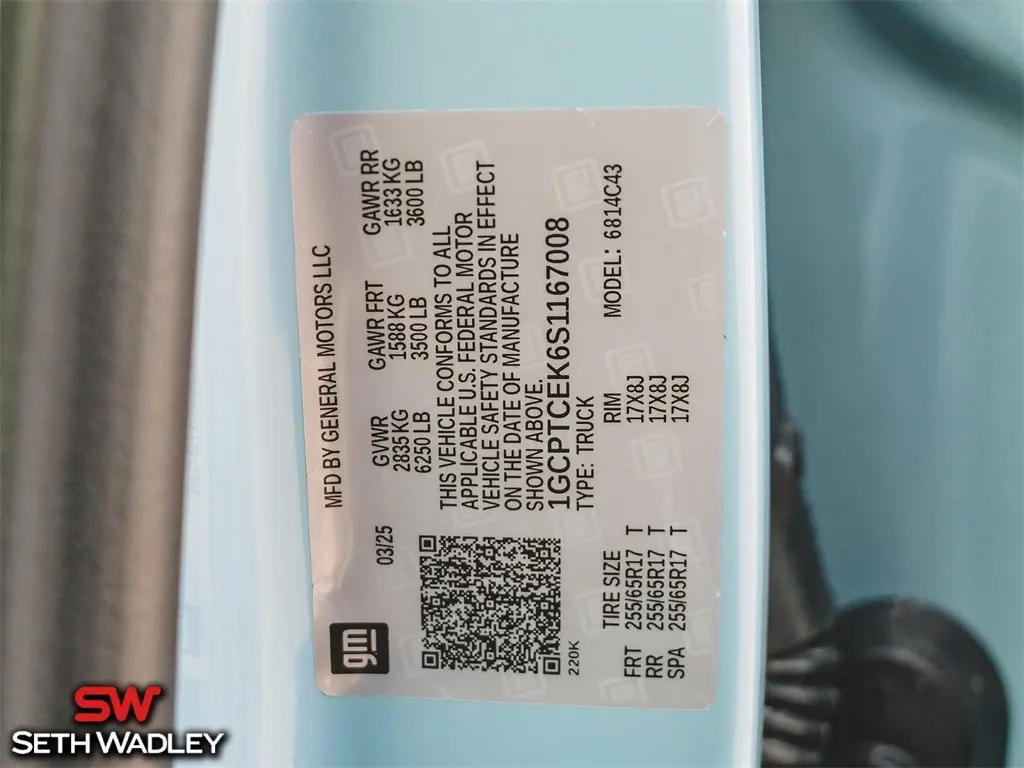 MFD BY GENERAL MOTORS LLC
03/25
GVWR GAWR FRT GAWR RR
2835 KG 1588 KG 1633 KG
6250 LB 3500 LB 3600 LB
THIS VEHICLE CONFORMS TO ALL
APPLICABLE U.S. FEDERAL MOTOR
VEHICLE SAFETY STANDARDS IN EFFECT
ON THE DATE OF MANUFACTURE
SHOWN ABOVE.
1GCPTCEK6S1167008
TYPE: TRUCK
gm
220K
TIRE SIZE RIM MODEL: 6814C43
FRT 255/65R17 T 17X8J
RR 255/65R17 T 17X8J
SPA 255/65R17 T 17X8J
SW
SETH WADLEY